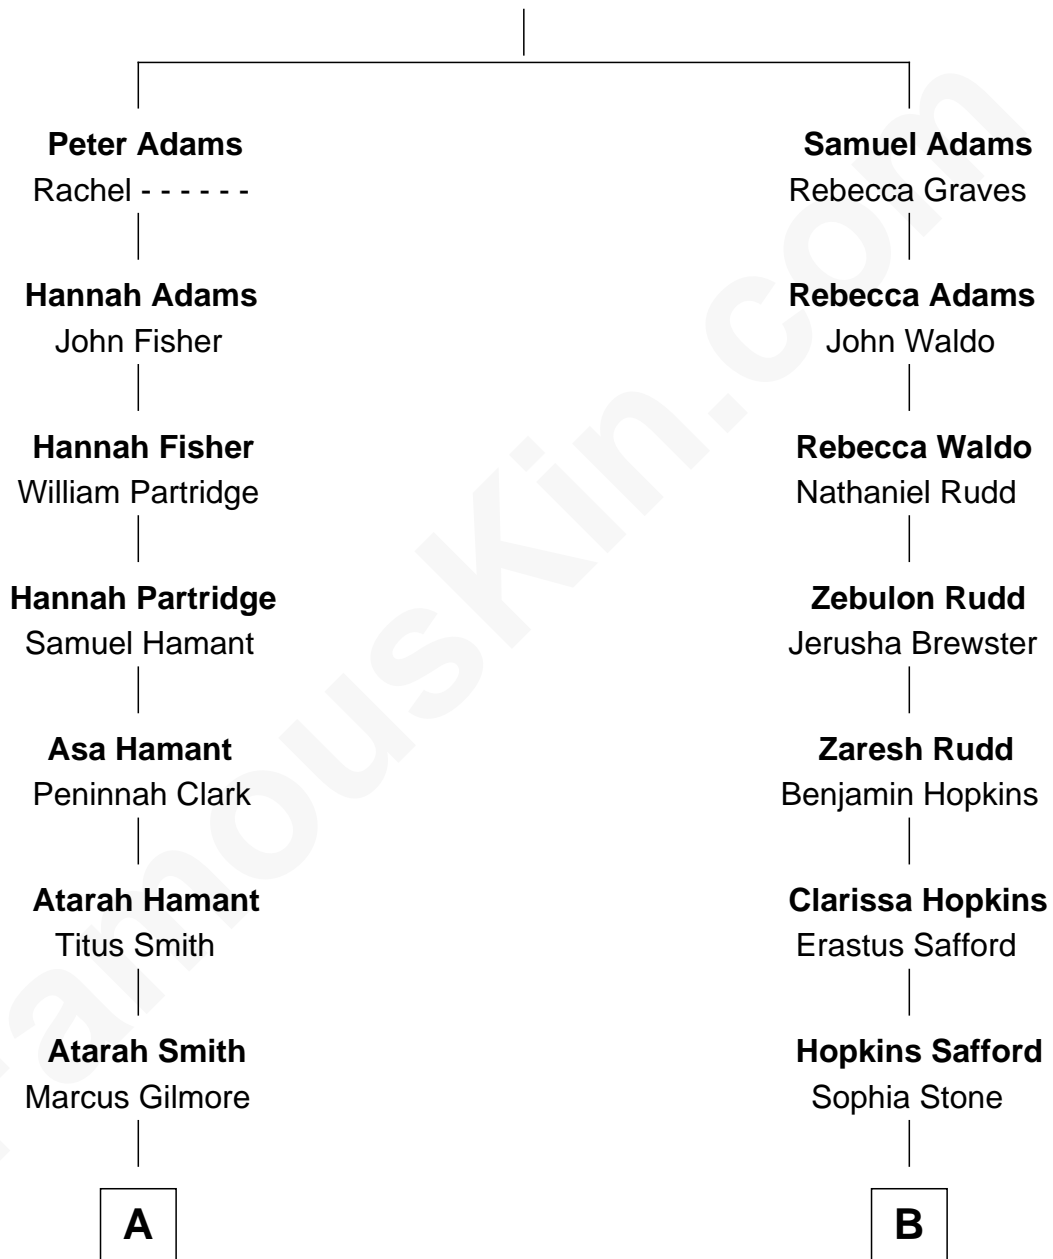 Peter Adams
Rachel - - - - - -
Hannah Adams
John Fisher
Hannah Fisher
William Partridge
Hannah Partridge
Samuel Hamant
Asa Hamant
Peninnah Clark
Atarah Hamant
Titus Smith
Atarah Smith
Marcus Gilmore
A
Samuel Adams
Rebecca Graves
Rebecca Adams
John Waldo
Rebecca Waldo
Nathaniel Rudd
Zebulon Rudd
Jerusha Brewster
Zaresh Rudd
Benjamin Hopkins
Clarissa Hopkins
Erastus Safford
Hopkins Safford
Sophia Stone
B
FamousKin.com